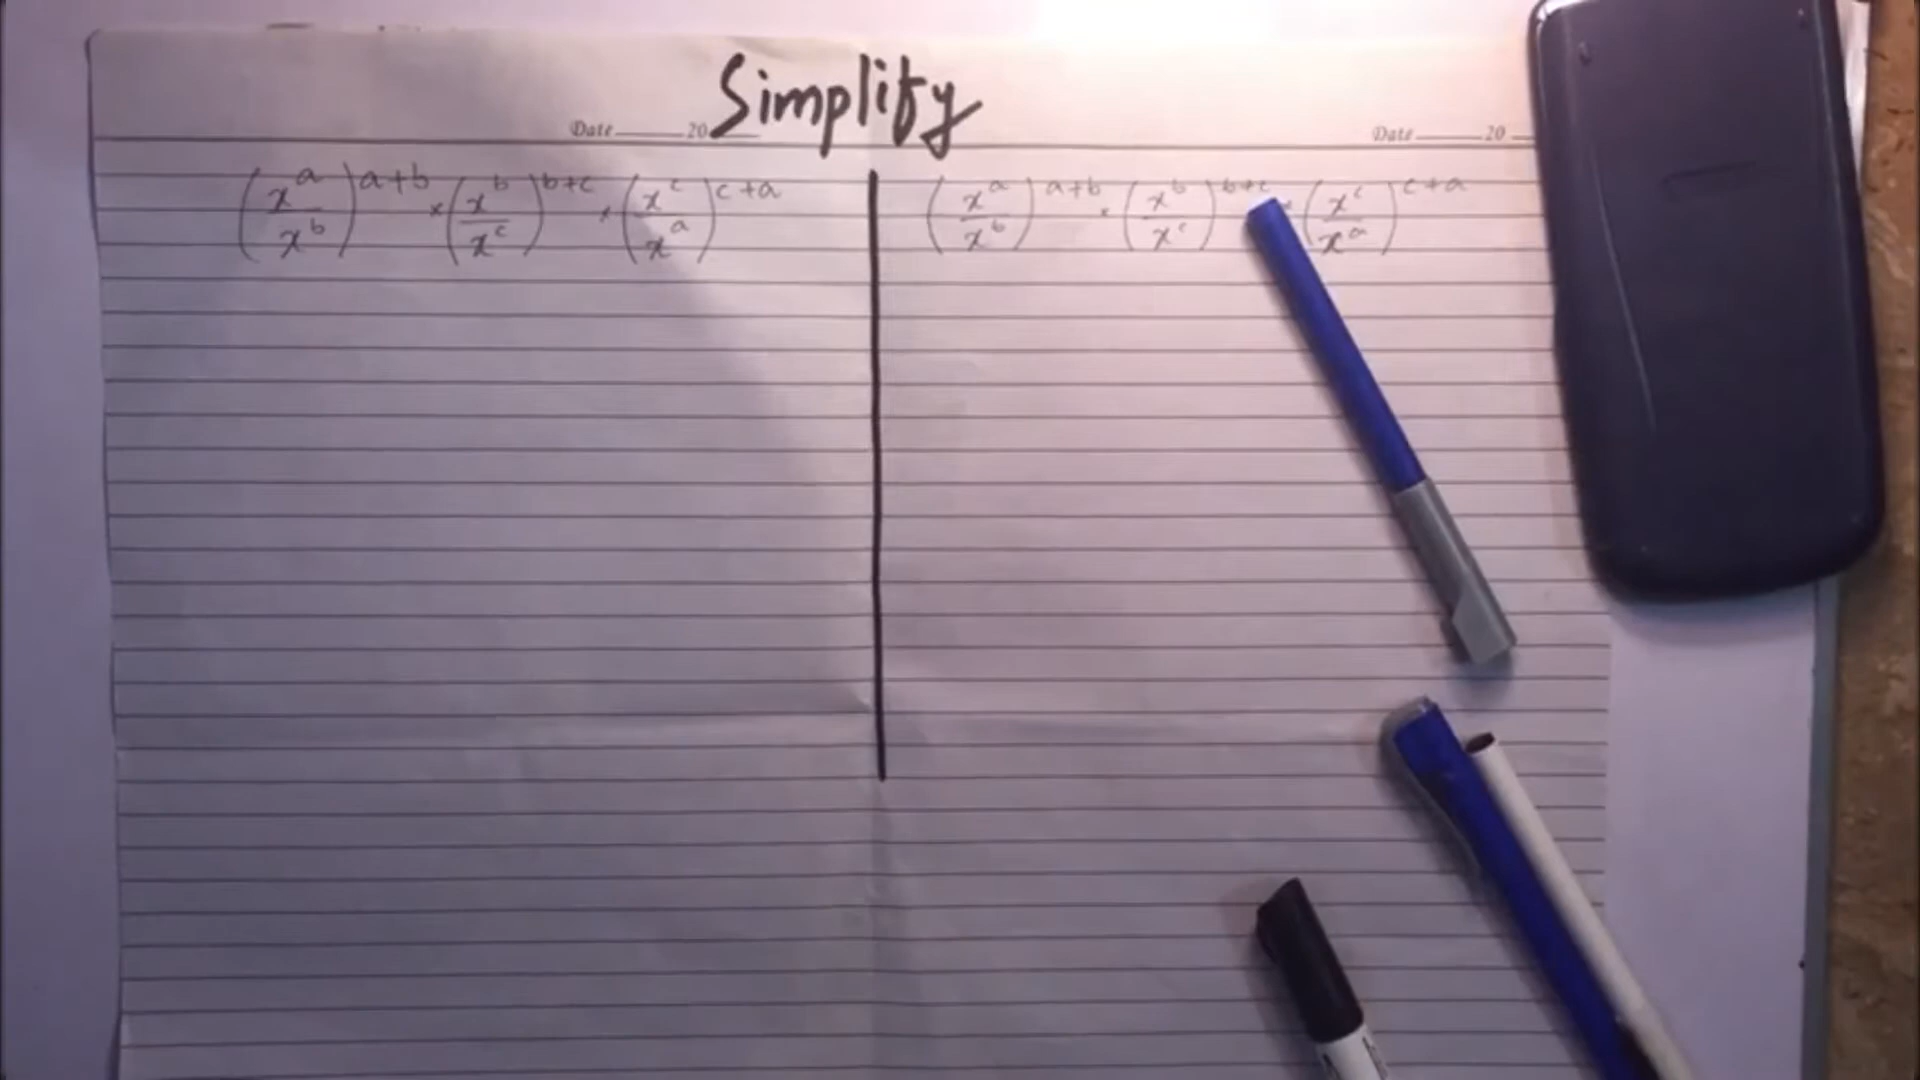 Simplify
Date 20
Date 20
(x^a/x^b)^a+b × (x^b/x^c)^b+c × (x^c/x^a)^c+a
(x^a/x^b)^a+b × (x^b/x^c)^b+c × (x^c/x^a)^c+a